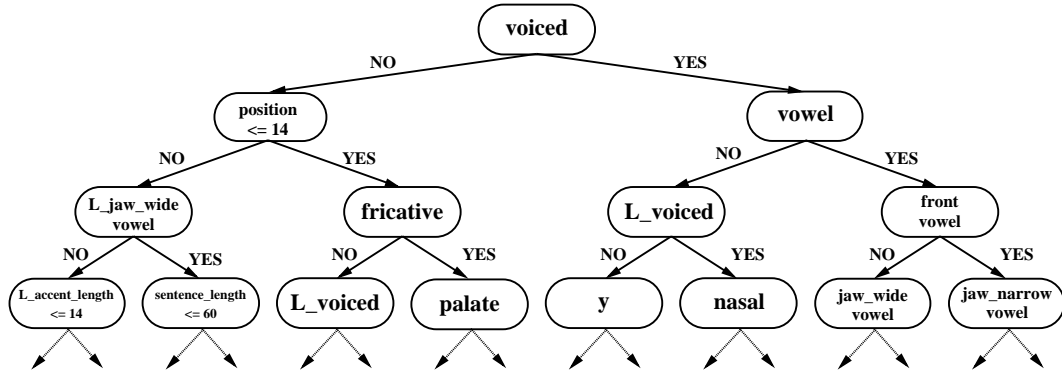 voiced
NO
YES
position
<= 14
vowel
NO
YES
NO
YES
L_jaw_wide
vowel
fricative
L_voiced
front
vowel
NO
YES
NO
YES
NO
YES
NO
YES
L_accent_length
<= 14
sentence_length
<= 60
L_voiced
palate
y
nasal
jaw_wide
vowel
jaw_narrow
vowel